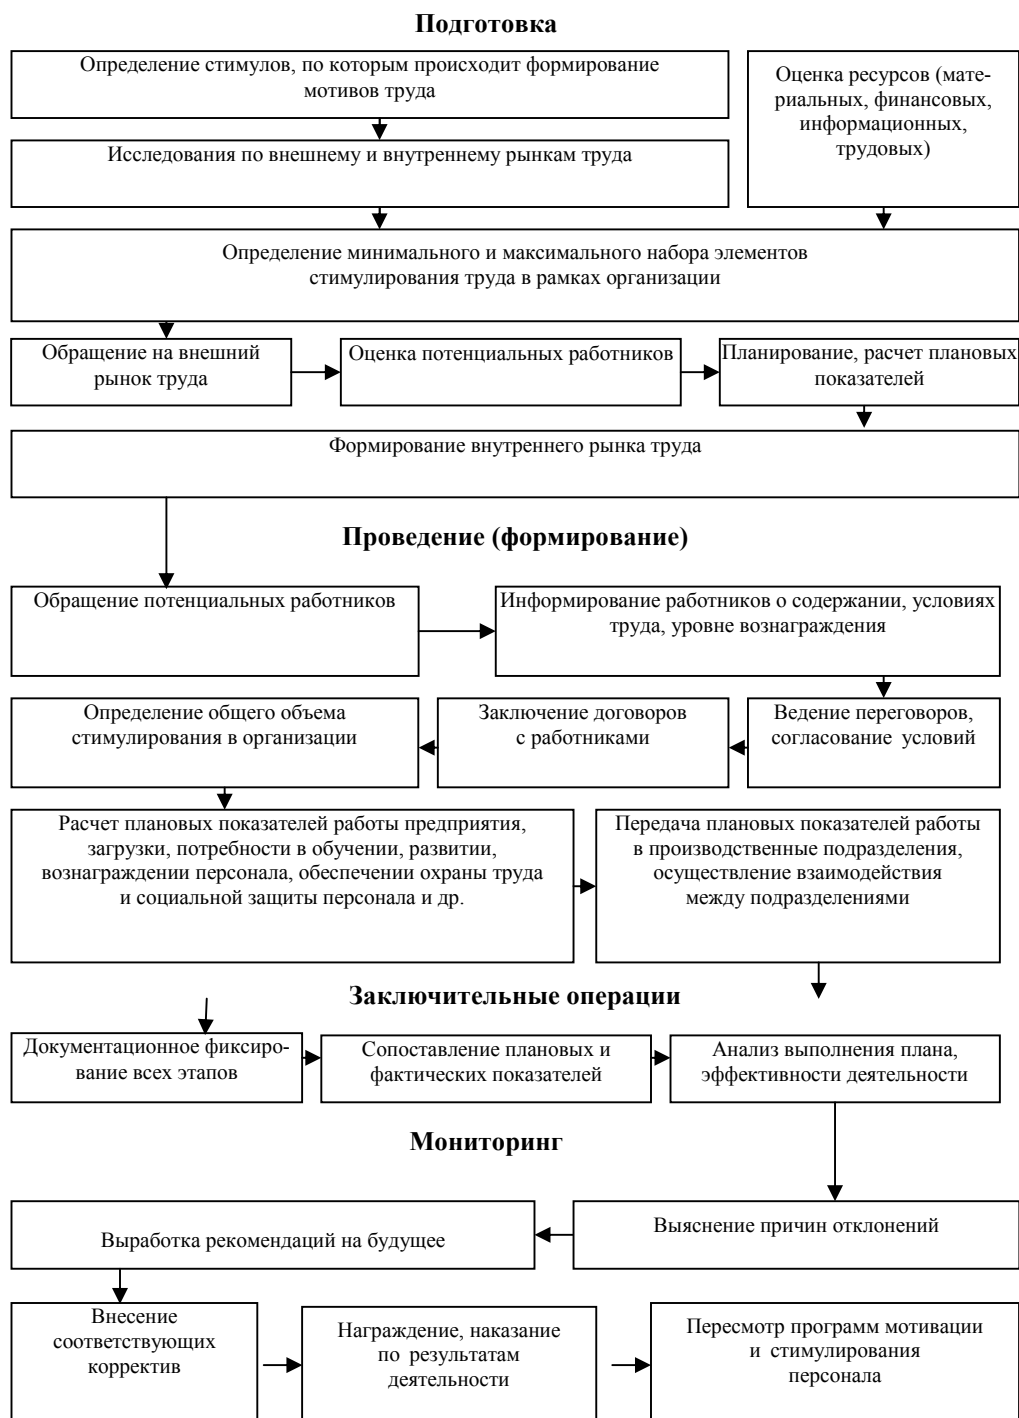 Подготовка
Определение стимулов, по которым происходит формирование
мотивов труда
Оценка ресурсов (мате-
риальных, финансовых,
информационных,
трудовых)
Исследования по внешнему и внутреннему рынкам труда
Определение минимального и максимального набора элементов
стимулирования труда в рамках организации
Обращение на внешний
рынок труда
Оценка потенциальных работников
Планирование, расчет плановых
показателей
Формирование внутреннего рынка труда
Проведение (формирование)
Обращение потенциальных работников
Информирование работников о содержании, условиях
труда, уровне вознаграждения
Определение общего объема
стимулирования в организации
Заключение договоров
с работниками
Ведение переговоров,
согласование условий
Расчет плановых показателей работы предприятия,
загрузки, потребности в обучении, развитии,
вознаграждении персонала, обеспечении охраны труда
и социальной защиты персонала и др.
Передача плановых показателей работы
в производственные подразделения,
осуществление взаимодействия
между подразделениями
Заключительные операции
Документационное фиксиро-
вание всех этапов
Сопоставление плановых и
фактических показателей
Анализ выполнения плана,
эффективности деятельности
Мониторинг
Выработка рекомендаций на будущее
Выяснение причин отклонений
Внесение
соответствующих
корректив
Награждение, наказание
по результатам
деятельности
Пересмотр программ мотивации
и стимулирования
персонала